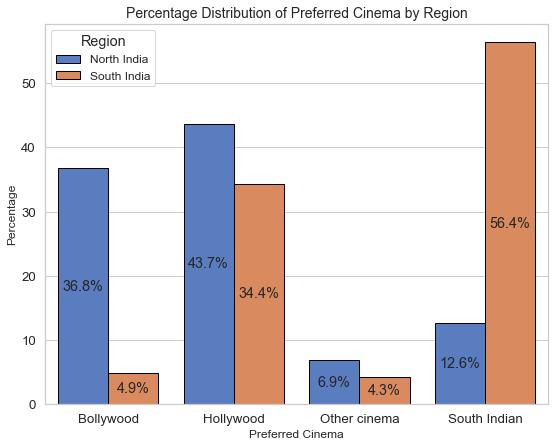 Percentage Distribution of Preferred Cinema by Region
Region
North India
South India
Percentage
50
40
30
20
10
0
36.8%
4.9%
43.7%
34.4%
6.9%
4.3%
12.6%
56.4%
Bollywood
Hollywood
Other cinema
South Indian
Preferred Cinema